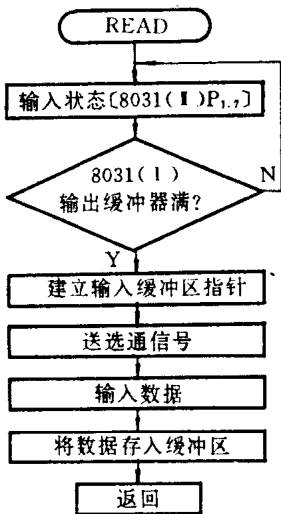 READ
输入状态〔8031(Ⅱ)P₁.₇〕
8031(Ⅰ)
输出缓冲器满?
N
Y
建立输入缓冲区指针
送选通信号
输入数据
将数据存入缓冲区
返回